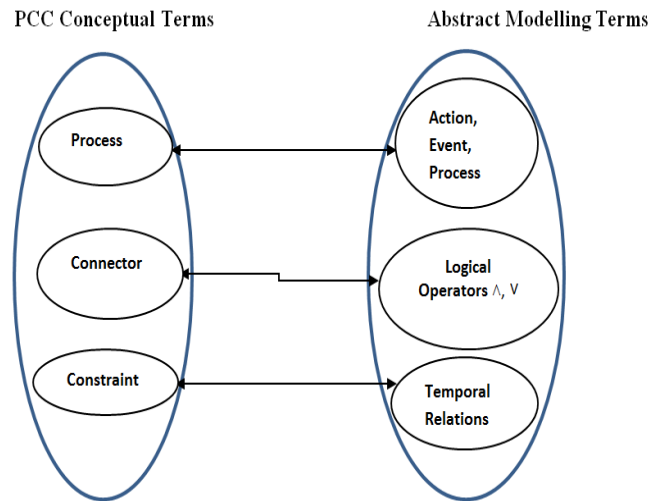 PCC Conceptual Terms
Abstract Modelling Terms
Process
Action,
Event,
Process
Connector
Logical
Operators ∧, ∨
Constraint
Temporal
Relations